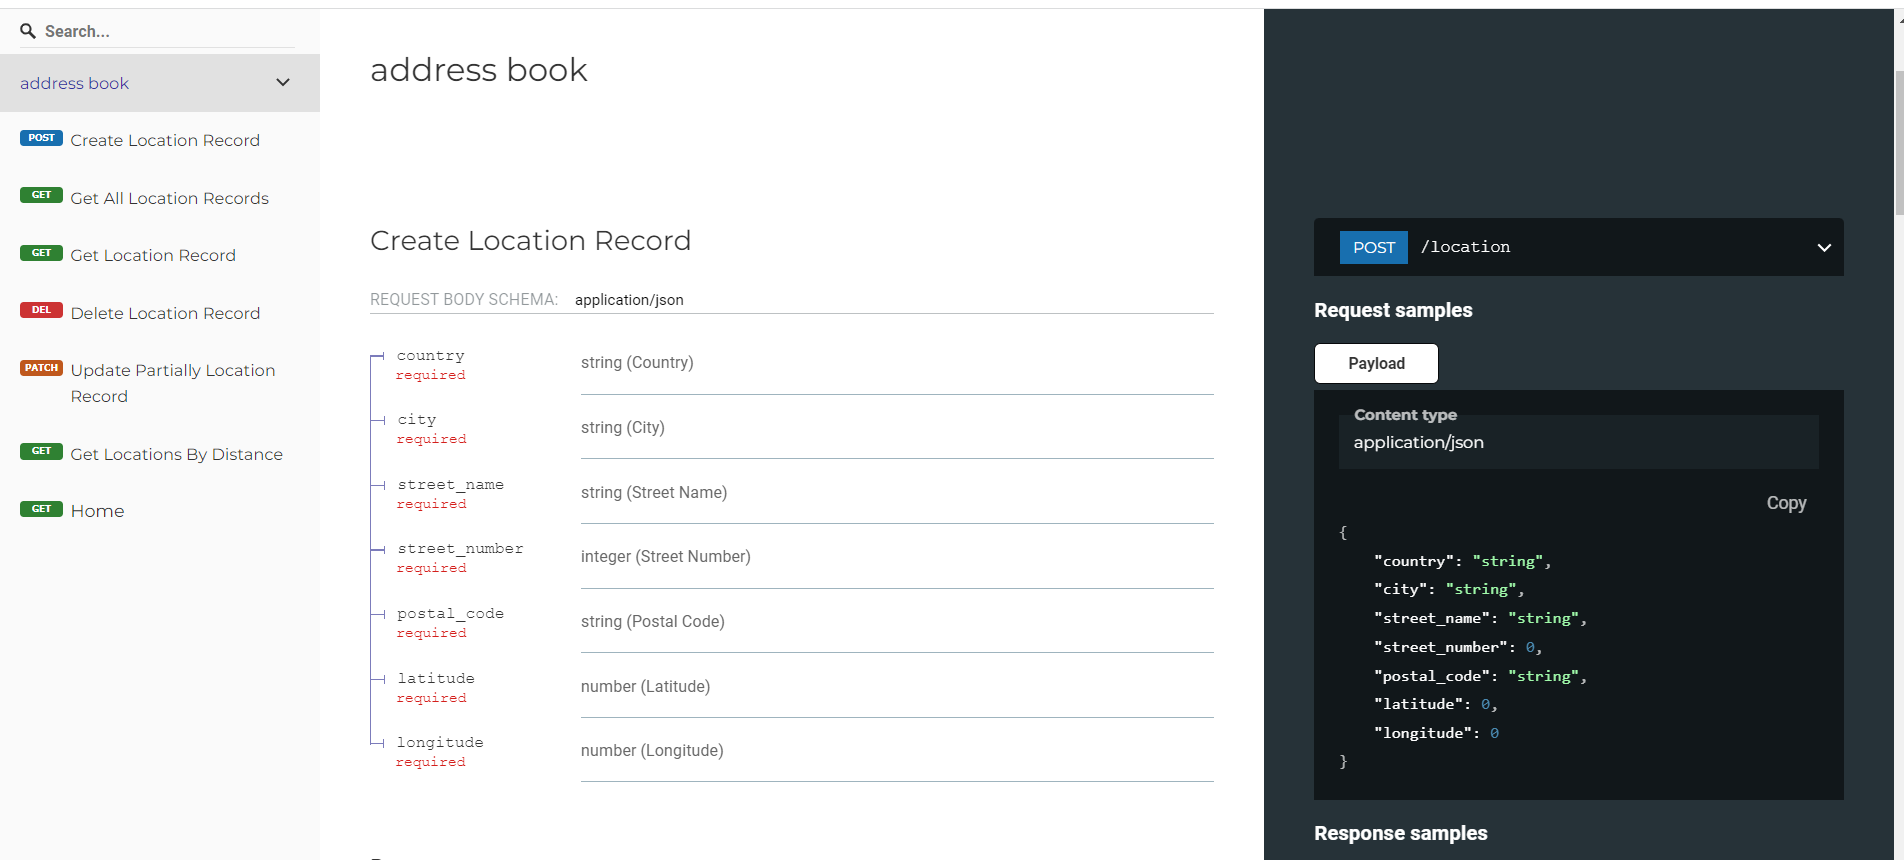 Search...
address book
POST Create Location Record
GET Get All Location Records
GET Get Location Record
DEL Delete Location Record
PATCH Update Partially Location
Record
GET Get Locations By Distance
GET Home
address book
Create Location Record
REQUEST BODY SCHEMA: application/json
country
required
string (Country)
city
required
string (City)
street_name
required
string (Street Name)
street_number
required
integer (Street Number)
postal_code
required
string (Postal Code)
latitude
required
number (Latitude)
longitude
required
number (Longitude)
POST /location
Request samples
Payload
Content type
application/json
Copy
{
"country": "string",
"city": "string",
"street_name": "string",
"street_number": 0,
"postal_code": "string",
"latitude": 0,
"longitude": 0
}
Response samples